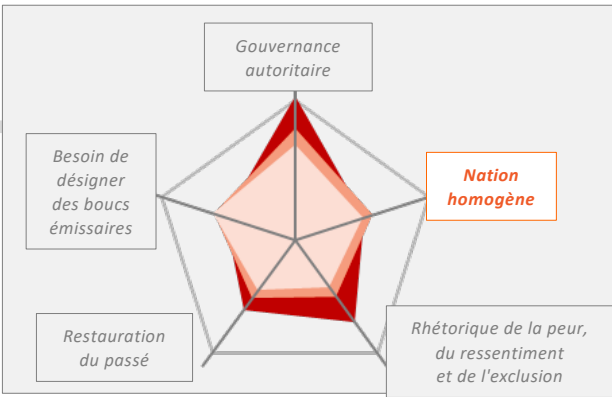 Gouvernance
autoritaire
Besoin de
désigner
des boucs
émissaires
Nation
homogène
Restauration
du passé
Rhétorique de la peur,
du ressentiment
et de l'exclusion